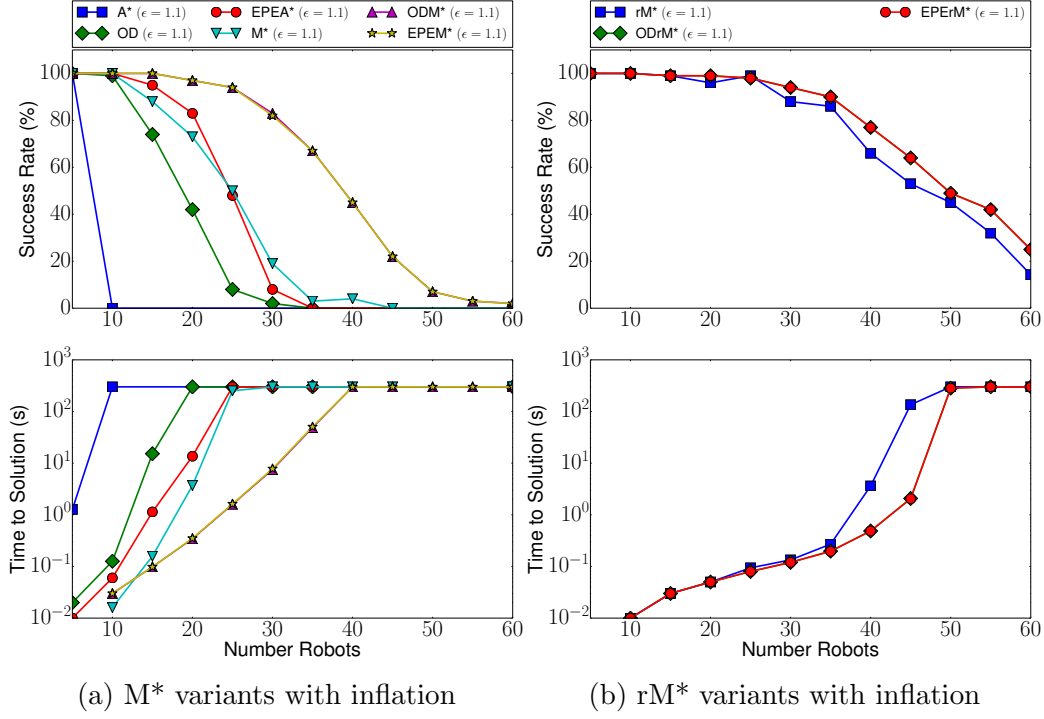 A* (ϵ = 1.1)
EPEA* (ϵ = 1.1)
ODM* (ϵ = 1.1)
OD (ϵ = 1.1)
M* (ϵ = 1.1)
EPEM* (ϵ = 1.1)
rM* (ϵ = 1.1)
EPErM* (ϵ = 1.1)
ODrM* (ϵ = 1.1)
Success Rate (%)
100
80
60
40
20
0
10 20 30 40 50 60
Success Rate (%)
100
80
60
40
20
0
10 20 30 40 50 60
Time to Solution (s)
10³
10²
10¹
10⁰
10⁻¹
10⁻²
10 20 30 40 50 60
Number Robots
Time to Solution (s)
10³
10²
10¹
10⁰
10⁻¹
10⁻²
10 20 30 40 50 60
Number Robots
(a) M* variants with inflation
(b) rM* variants with inflation